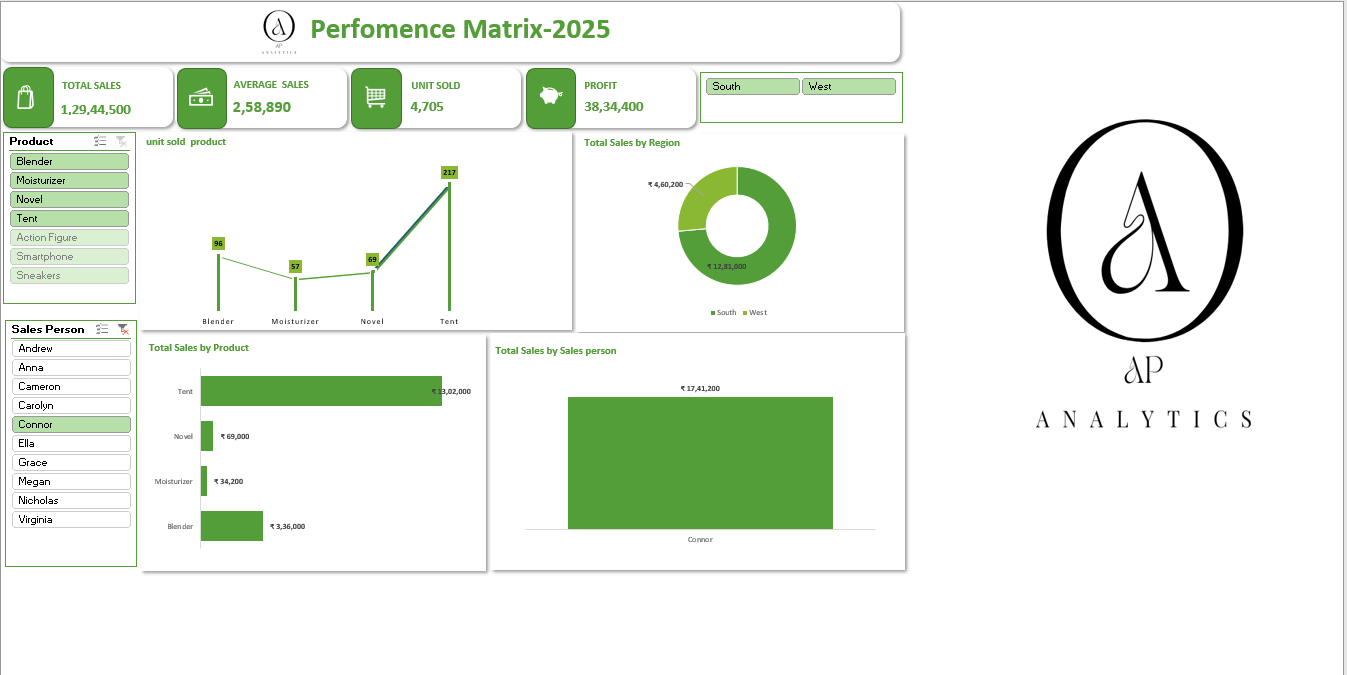 AP
ANALYTICS
Perfomence Matrix-2025
TOTAL SALES
1,29,44,500
AVERAGE SALES
2,58,890
UNIT SOLD
4,705
PROFIT
38,34,400
South
West
Product
Blender
Moisturizer
Novel
Tent
Action Figure
Smartphone
Sneakers
unit sold product
96
57
69
217
Blender
Moisturizer
Novel
Tent
Total Sales by Region
₹ 4,60,200
₹ 12,81,000
South
West
Sales Person
Andrew
Anna
Cameron
Carolyn
Connor
Ella
Grace
Megan
Nicholas
Virginia
Total Sales by Product
Tent
₹ 13,02,000
Novel
₹ 69,000
Moisturizer
₹ 34,200
Blender
₹ 3,36,000
Total Sales by Sales person
₹ 17,41,200
Connor
AP
ANALYTICS